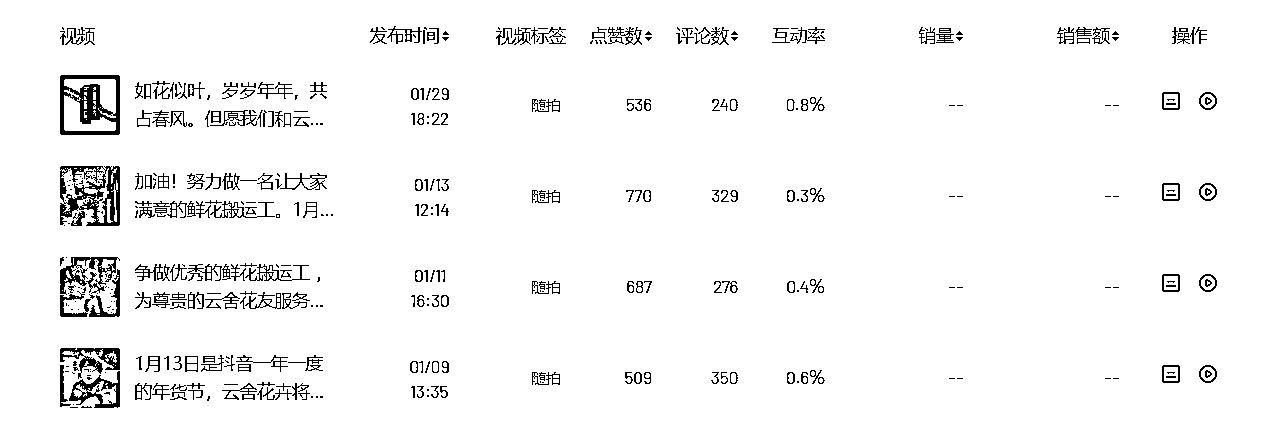 视频 发布时间 视频标签 点赞数 评论数 互动率 销量 销售额 操作
如花似叶，岁岁年年，共
占春风。但愿我们和云...
01/29
18:22
随拍 536 240 0.8% -- --
加油！努力做一名让大家
满意的鲜花搬运工。1月...
01/13
12:14
随拍 770 329 0.3% -- --
争做优秀的鲜花搬运工，
为尊贵的云舍花友服务...
01/11
16:30
随拍 687 276 0.4% -- --
1月13日是抖音一年一度
的年货节，云舍花卉将...
01/09
13:35
随拍 509 350 0.6% -- --